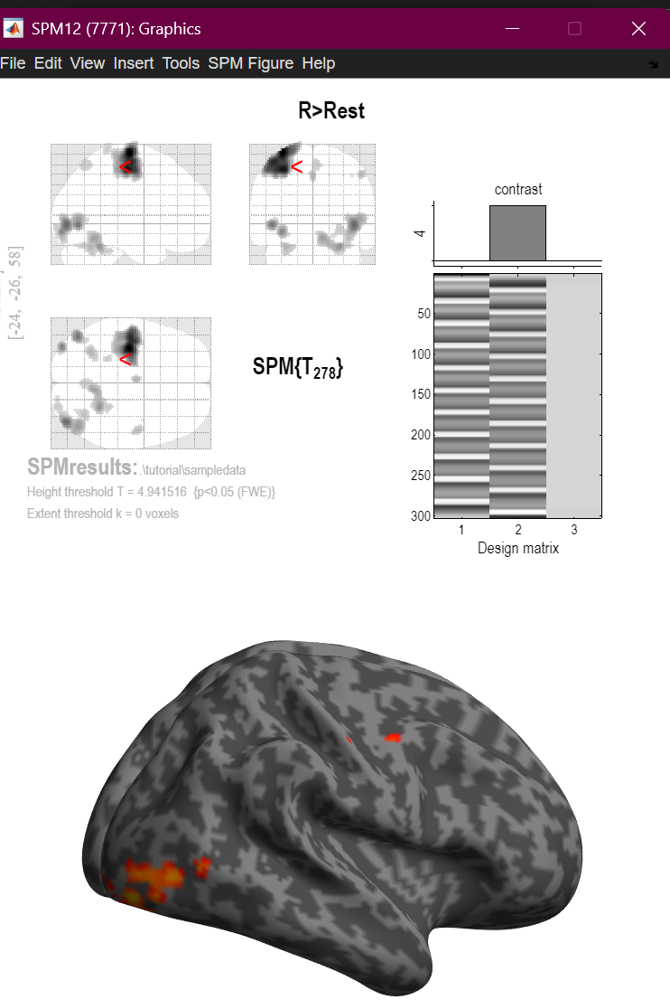 SPM12 (7771): Graphics
File Edit View Insert Tools SPM Figure Help
R>Rest
<
<
[-24, -26, 58]
<
SPM{T278}
SPMresults: .\tutorial\sampledata
Height threshold T = 4.941516 {p<0.05 (FWE)}
Extent threshold k = 0 voxels
contrast
4
50
100
150
200
250
300
1 2 3
Design matrix